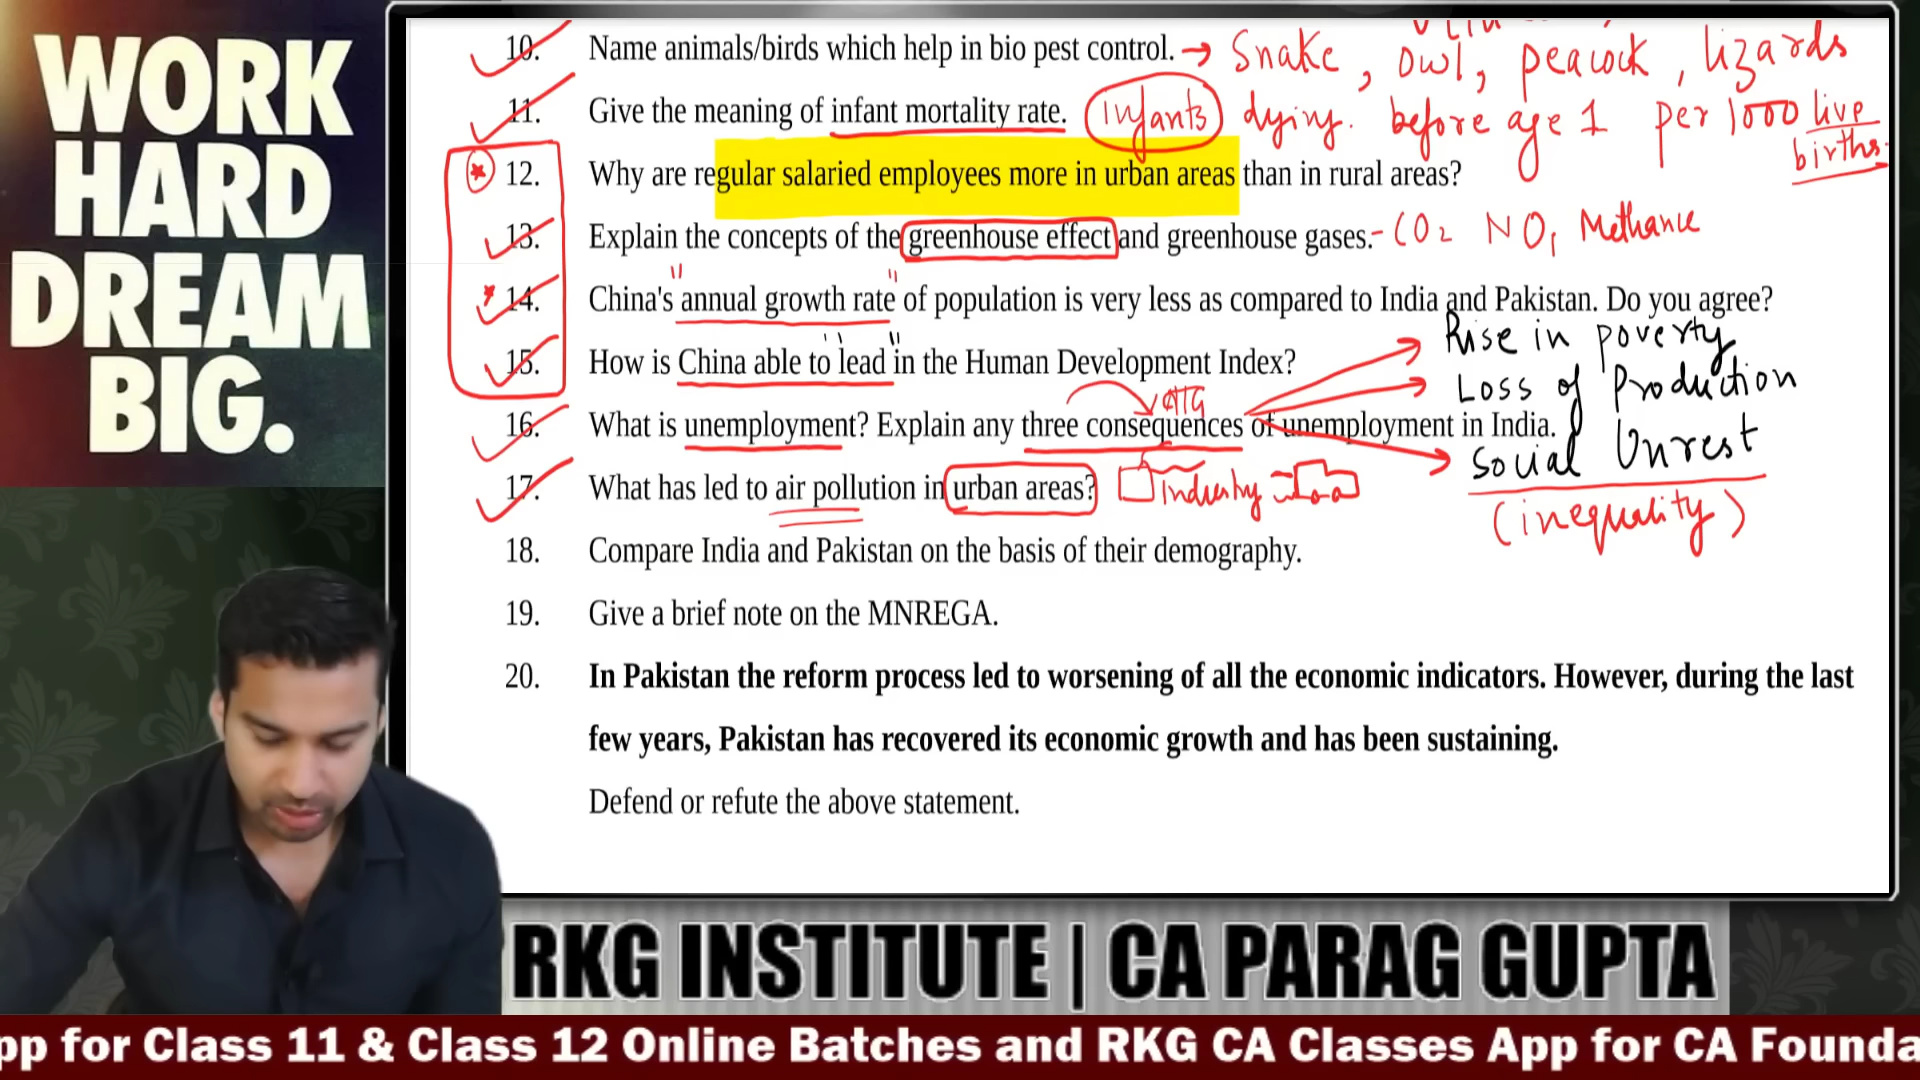 WORK
HARD
DREAM
BIG.
10. Name animals/birds which help in bio pest control. → Snake, Owl, peacock, lizards
11. Give the meaning of infant mortality rate. Infants dying. before age 1 per 1000 live births.
12. Why are regular salaried employees more in urban areas than in rural areas?
13. Explain the concepts of the greenhouse effect and greenhouse gases. - CO2 NO, Methance
14. China's "annual growth rate" of population is very less as compared to India and Pakistan. Do you agree?
15. How is China able to lead in the Human Development Index?
Rise in poverty
Loss of Production
16. What is unemployment? Explain any three consequences of unemployment in India.
Social Unrest
(inequality)
17. What has led to air pollution in urban areas? Industry
18. Compare India and Pakistan on the basis of their demography.
19. Give a brief note on the MNREGA.
20. In Pakistan the reform process led to worsening of all the economic indicators. However, during the last
few years, Pakistan has recovered its economic growth and has been sustaining.
Defend or refute the above statement.
RKG INSTITUTE | CA PARAG GUPTA
pp for Class 11 & Class 12 Online Batches and RKG CA Classes App for CA Founda